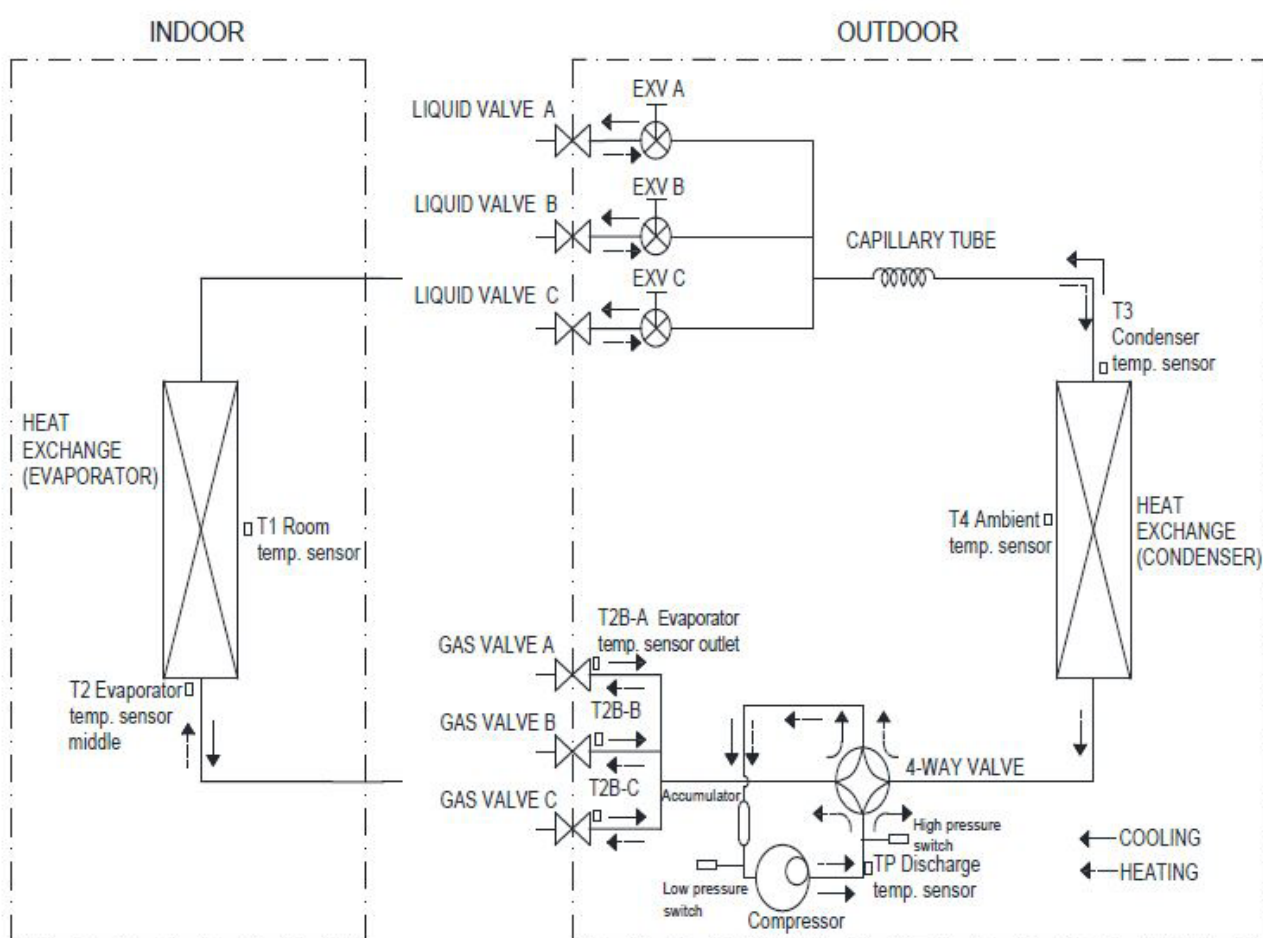 INDOOR
OUTDOOR
EXV A
LIQUID VALVE A
EXV B
LIQUID VALVE B
CAPILLARY TUBE
EXV C
LIQUID VALVE C
T3
Condenser
temp. sensor
HEAT
EXCHANGE
(EVAPORATOR)
T1 Room
temp. sensor
T4 Ambient
temp. sensor
HEAT
EXCHANGE
(CONDENSER)
T2B-A Evaporator
temp. sensor outlet
GAS VALVE A
T2 Evaporator
temp. sensor
middle
T2B-B
GAS VALVE B
4-WAY VALVE
T2B-C
Accumulator
GAS VALVE C
High pressure
switch
COOLING
TP Discharge
temp. sensor
HEATING
Low pressure
switch
Compressor